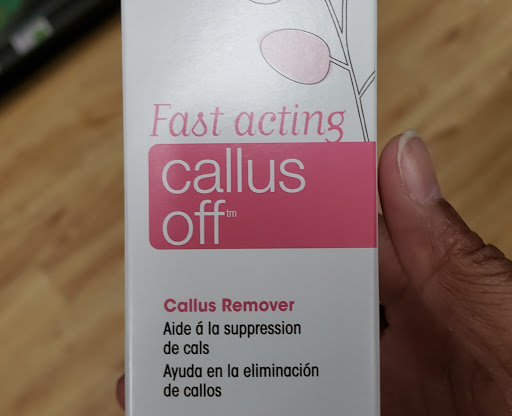 Fast acting
callus
off™
Callus Remover
Aide á la suppression
de cals
Ayuda en la eliminación
de callos